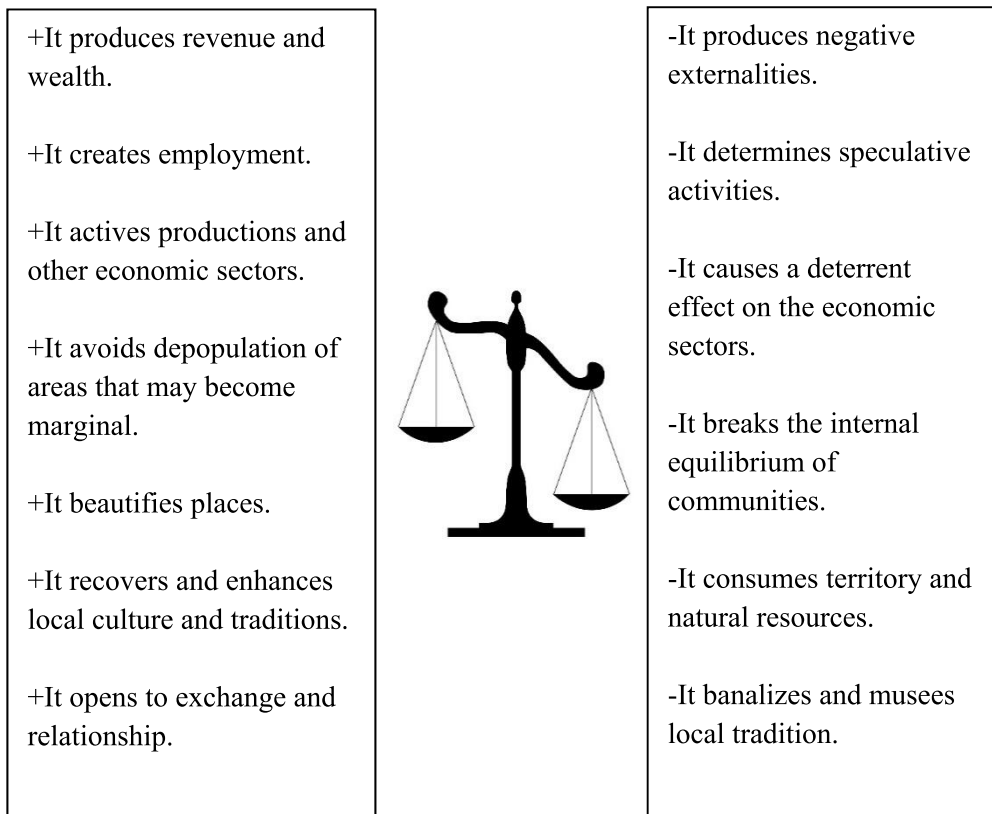 +It produces revenue and
wealth.
+It creates employment.
+It actives productions and
other economic sectors.
+It avoids depopulation of
areas that may become
marginal.
+It beautifies places.
+It recovers and enhances
local culture and traditions.
+It opens to exchange and
relationship.
-It produces negative
externalities.
-It determines speculative
activities.
-It causes a deterrent
effect on the economic
sectors.
-It breaks the internal
equilibrium of
communities.
-It consumes territory and
natural resources.
-It banalizes and musees
local tradition.